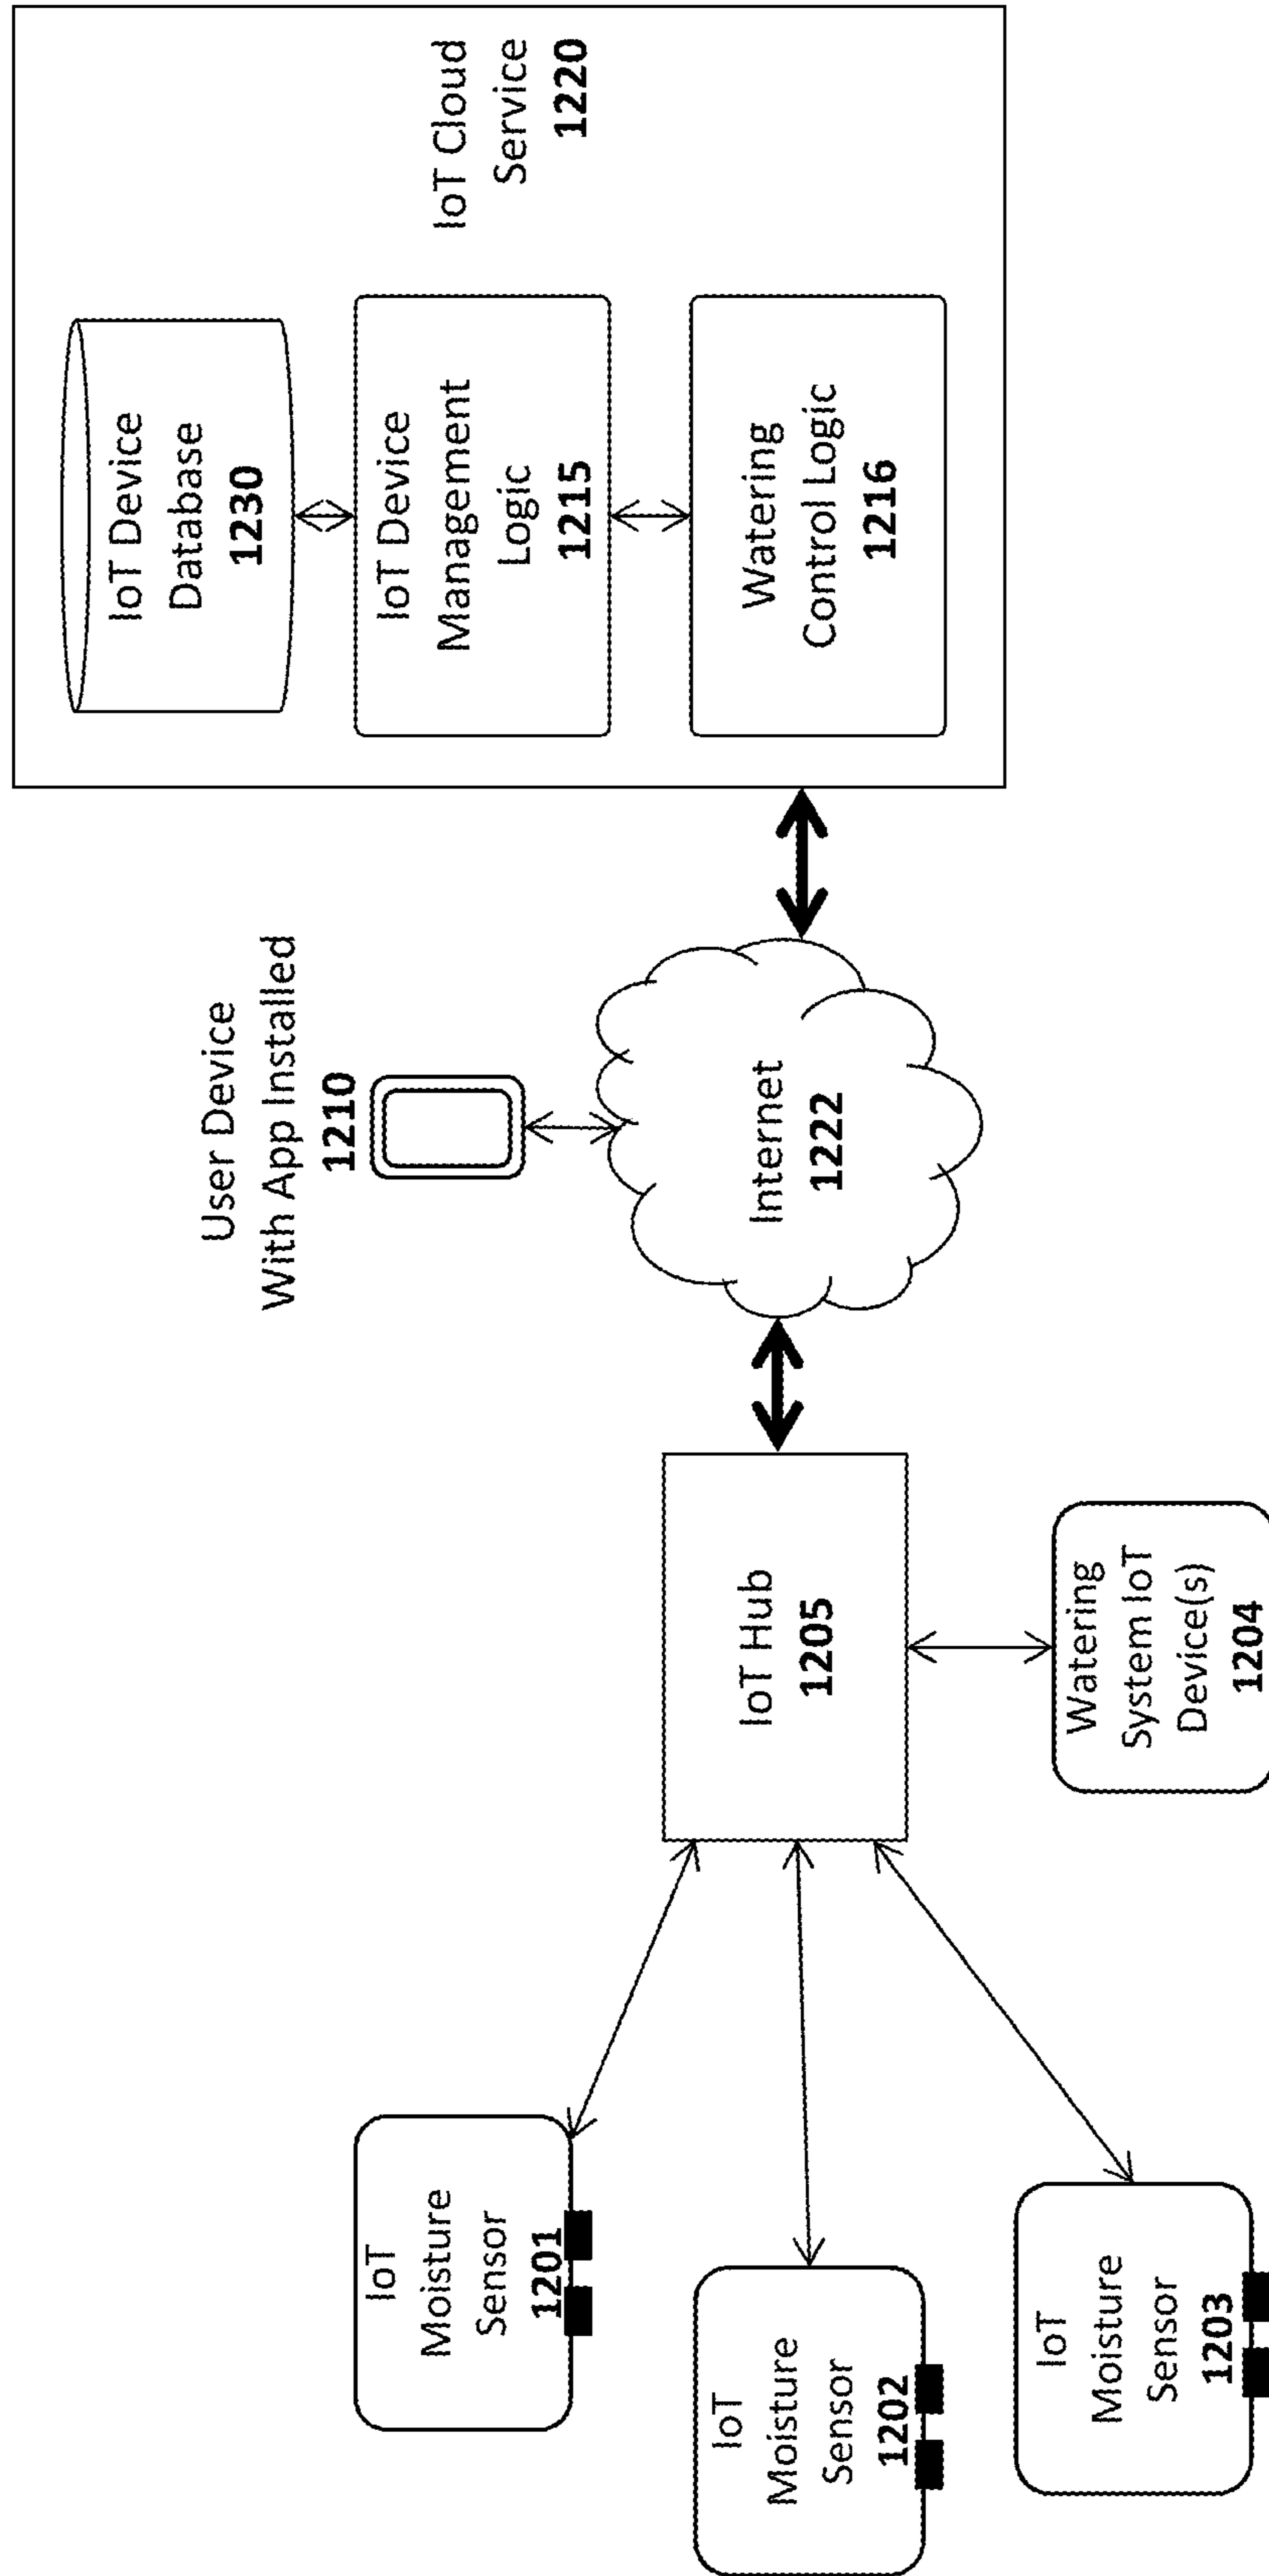 IoT
Moisture
Sensor
1201
IoT
Moisture
Sensor
1202
IoT
Moisture
Sensor
1203
IoT Hub
1205
Watering
System IoT
Device(s)
1204
User Device
With App Installed
1210
Internet
1222
IoT Device
Database
1230
IoT Device
Management
Logic
1215
Watering
Control Logic
1216
IoT Cloud
Service
1220